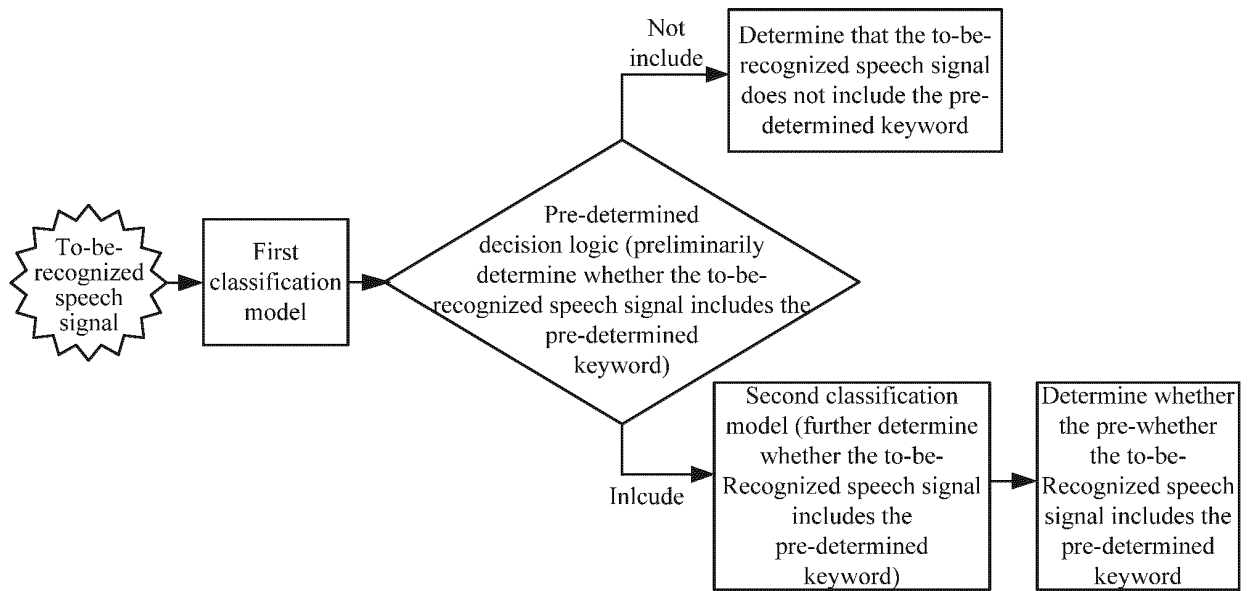 To-be-
recognized
speech
signal
First
classification
model
Pre-determined
decision logic (preliminarily
determine whether the to-be-
recognized speech signal includes the
pre-determined
keyword)
Not
include
Determine that the to-be-
recognized speech signal
does not include the pre-
determined keyword
Inlcude
Second classification
model (further determine
whether the to-be-
Recognized speech signal
includes the
pre-determined
keyword)
Determine whether
the pre-whether
the to-be-
Recognized speech
signal includes the
pre-determined
keyword